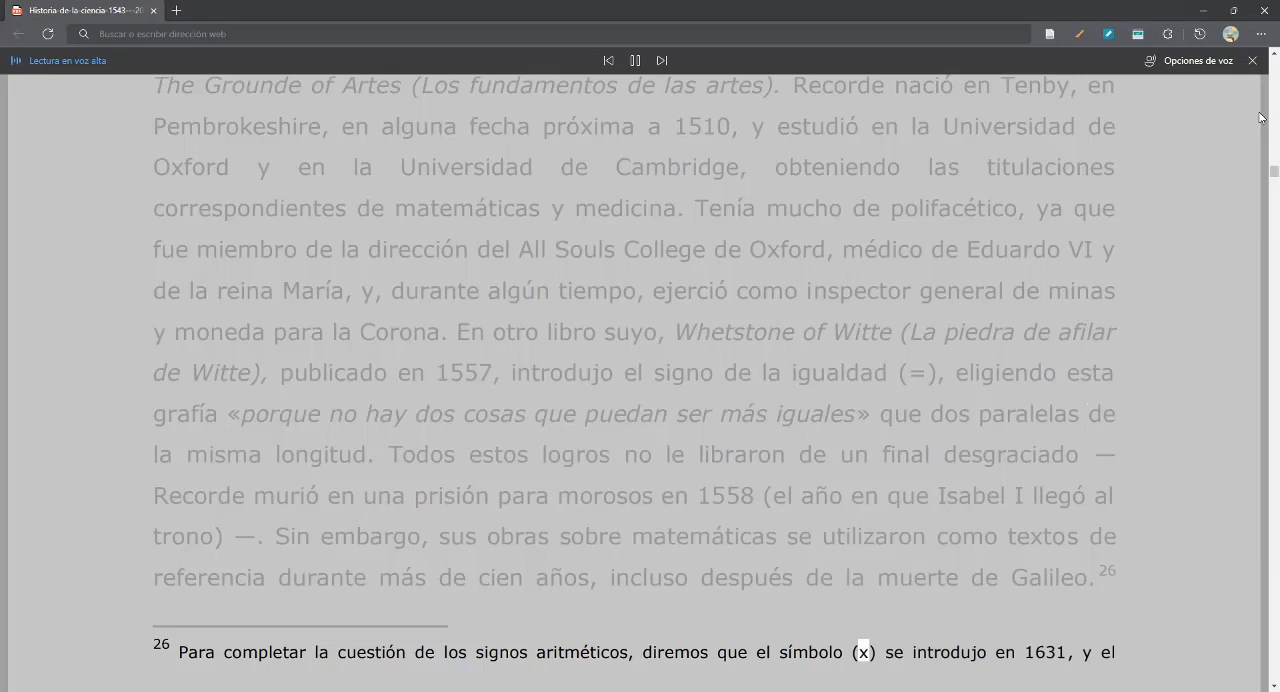 Historia-de-la-ciencia-1543---20
Buscar o escribir dirección web
Lectura en voz alta
Opciones de voz
The Grounde of Artes (Los fundamentos de las artes). Recorde nació en Tenby, en
Pembrokeshire, en alguna fecha próxima a 1510, y estudió en la Universidad de
Oxford y en la Universidad de Cambridge, obteniendo las titulaciones
correspondientes de matemáticas y medicina. Tenía mucho de polifacético, ya que
fue miembro de la dirección del All Souls College de Oxford, médico de Eduardo VI y
de la reina María, y, durante algún tiempo, ejerció como inspector general de minas
y moneda para la Corona. En otro libro suyo, Whetstone of Witte (La piedra de afilar
de Witte), publicado en 1557, introdujo el signo de la igualdad (=), eligiendo esta
grafía «porque no hay dos cosas que puedan ser más iguales» que dos paralelas de
la misma longitud. Todos estos logros no le libraron de un final desgraciado —
Recorde murió en una prisión para morosos en 1558 (el año en que Isabel I llegó al
trono) —. Sin embargo, sus obras sobre matemáticas se utilizaron como textos de
referencia durante más de cien años, incluso después de la muerte de Galileo.26
26 Para completar la cuestión de los signos aritméticos, diremos que el símbolo (x) se introdujo en 1631, y el